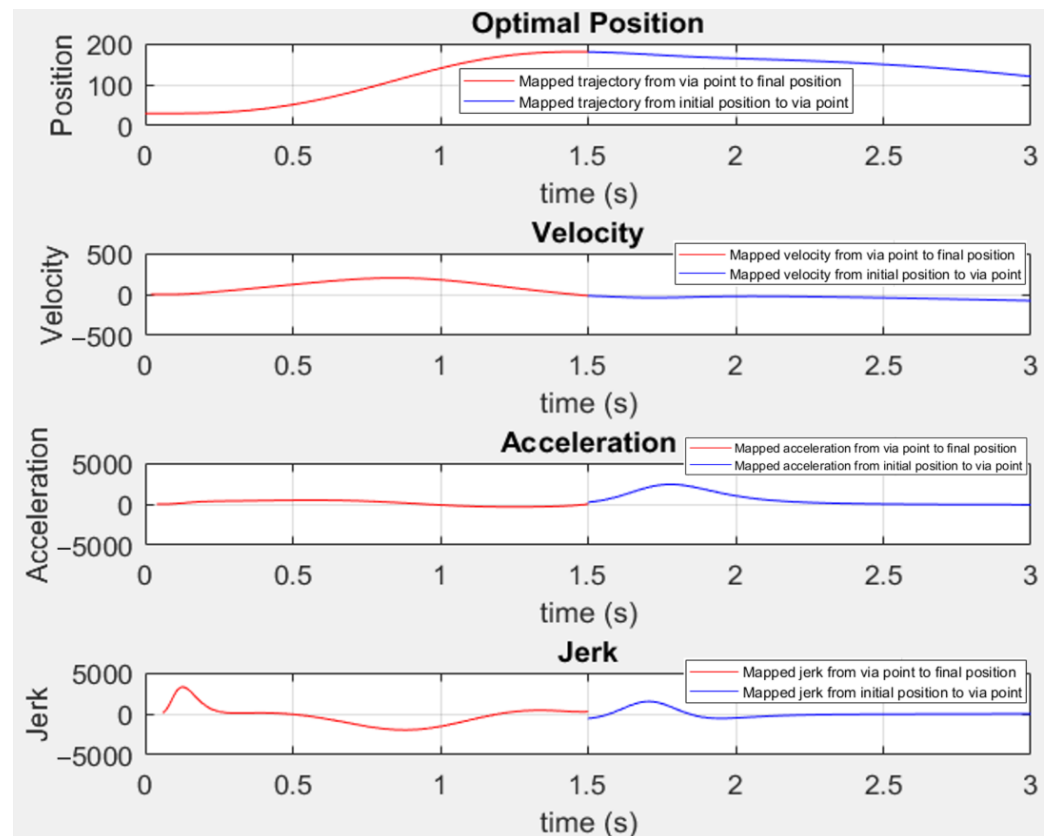 Optimal Position
Position
200
100
0
Mapped trajectory from via point to final position
Mapped trajectory from initial position to via point
0 0.5 1 1.5 2 2.5 3
time (s)
Velocity
Velocity
500
0
−500
Mapped velocity from via point to final position
Mapped velocity from initial position to via point
0 0.5 1 1.5 2 2.5 3
time (s)
Acceleration
Acceleration
5000
0
−5000
Mapped acceleration from via point to final position
Mapped acceleration from initial position to via point
0 0.5 1 1.5 2 2.5 3
time (s)
Jerk
Jerk
5000
0
−5000
Mapped jerk from via point to final position
Mapped jerk from initial position to via point
0 0.5 1 1.5 2 2.5 3
time (s)